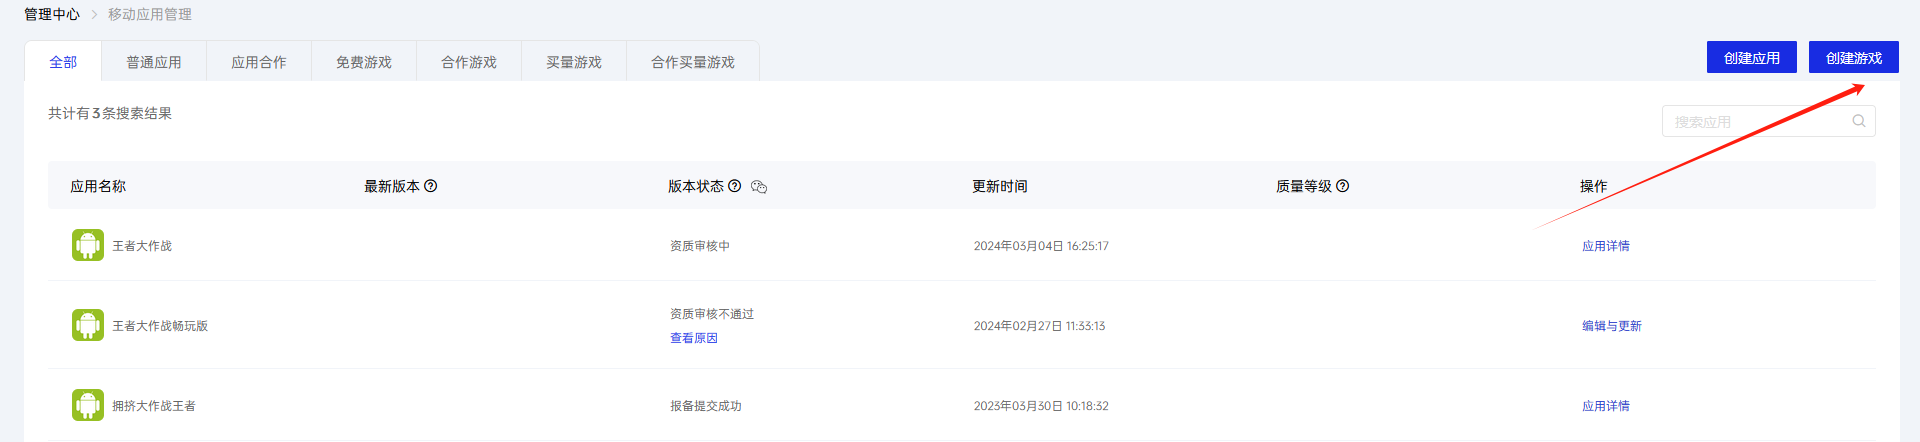 管理中心 > 移动应用管理
全部 普通应用 应用合作 免费游戏 合作游戏 买量游戏 合作买量游戏 创建应用 创建游戏
共计有3条搜索结果 搜索应用
应用名称 最新版本 版本状态 更新时间 质量等级 操作
王者大作战 资质审核中 2024年03月04日 16:25:17 应用详情
王者大作战畅玩版 资质审核不通过 2024年02月27日 11:33:13 编辑与更新
查看原因
拥挤大作战王者 报备提交成功 2023年03月30日 10:18:32 应用详情